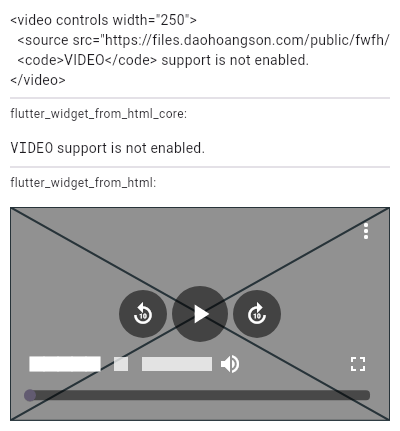 <video controls width="250">
<source src="https://files.daohoangson.com/public/fwfh/
<code>VIDEO</code> support is not enabled.
</video>
flutter_widget_from_html_core:
VIDEO support is not enabled.
flutter_widget_from_html:
10
10